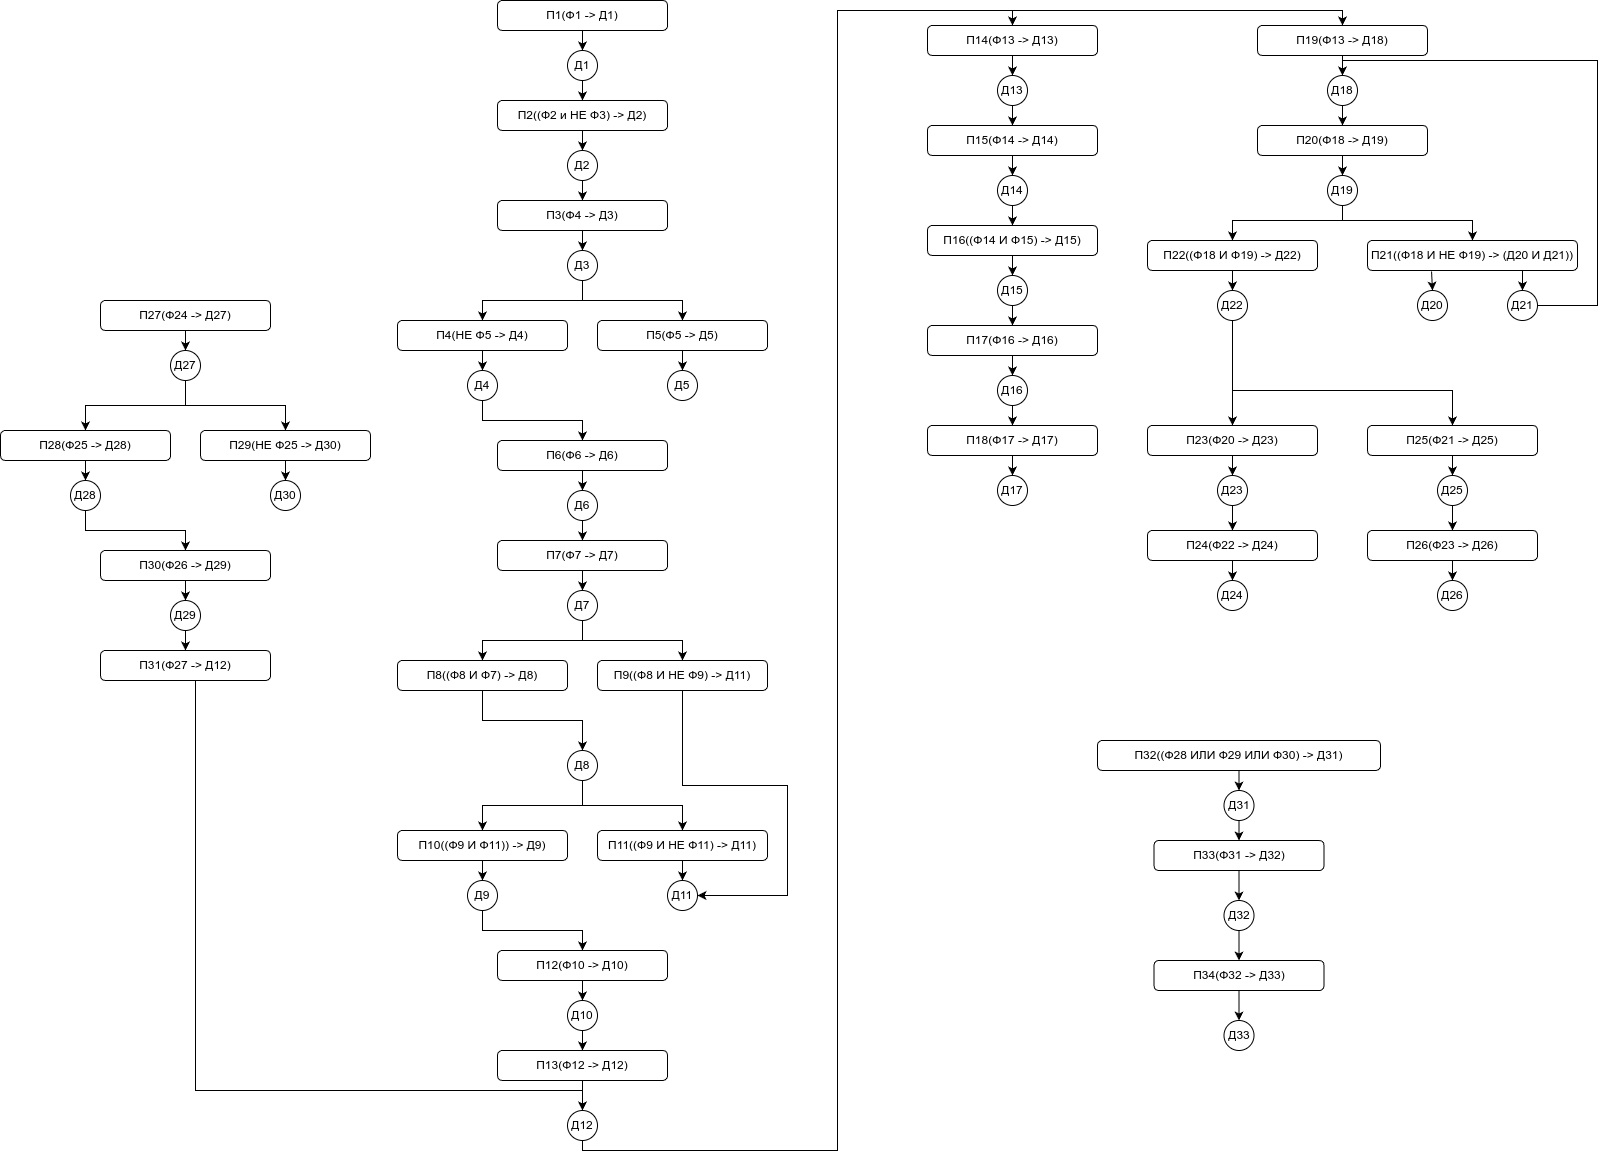 П1(Ф1 -> Д1)
Д1
П2((Ф2 и НЕ Ф3) -> Д2)
Д2
П3(Ф4 -> Д3)
Д3
П4(НЕ Ф5 -> Д4)
П5(Ф5 -> Д5)
Д4
Д5
П6(Ф6 -> Д6)
Д6
П7(Ф7 -> Д7)
Д7
П8((Ф8 И Ф7) -> Д8)
П9((Ф8 И НЕ Ф9) -> Д11)
Д8
П10((Ф9 И Ф11)) -> Д9)
П11((Ф9 И НЕ Ф11) -> Д11)
Д9
Д11
П12(Ф10 -> Д10)
Д10
П13(Ф12 -> Д12)
Д12
П27(Ф24 -> Д27)
Д27
П28(Ф25 -> Д28)
П29(НЕ Ф25 -> Д30)
Д28
Д30
П30(Ф26 -> Д29)
Д29
П31(Ф27 -> Д12)
П14(Ф13 -> Д13)
Д13
П15(Ф14 -> Д14)
Д14
П16((Ф14 И Ф15) -> Д15)
Д15
П17(Ф16 -> Д16)
Д16
П18(Ф17 -> Д17)
Д17
П19(Ф13 -> Д18)
Д18
П20(Ф18 -> Д19)
Д19
П22((Ф18 И Ф19) -> Д22)
П21((Ф18 И НЕ Ф19) -> (Д20 И Д21))
Д22
Д20
Д21
П23(Ф20 -> Д23)
П25(Ф21 -> Д25)
Д23
Д25
П24(Ф22 -> Д24)
П26(Ф23 -> Д26)
Д24
Д26
П32((Ф28 ИЛИ Ф29 ИЛИ Ф30) -> Д31)
Д31
П33(Ф31 -> Д32)
Д32
П34(Ф32 -> Д33)
Д33